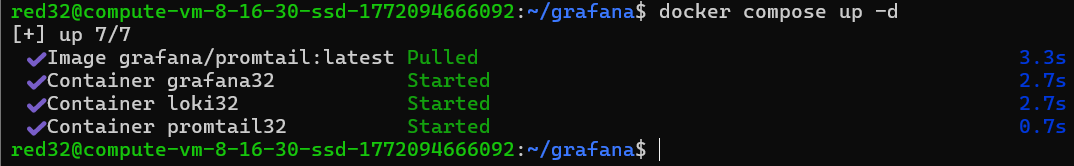 red32@compute-vm-8-16-30-ssd-1772094666092:~/grafana$ docker compose up -d
[+] up 7/7
✔Image grafana/promtail:latest Pulled 3.3s
✔Container grafana32 Started 2.7s
✔Container loki32 Started 2.7s
✔Container promtail32 Started 0.7s
red32@compute-vm-8-16-30-ssd-1772094666092:~/grafana$